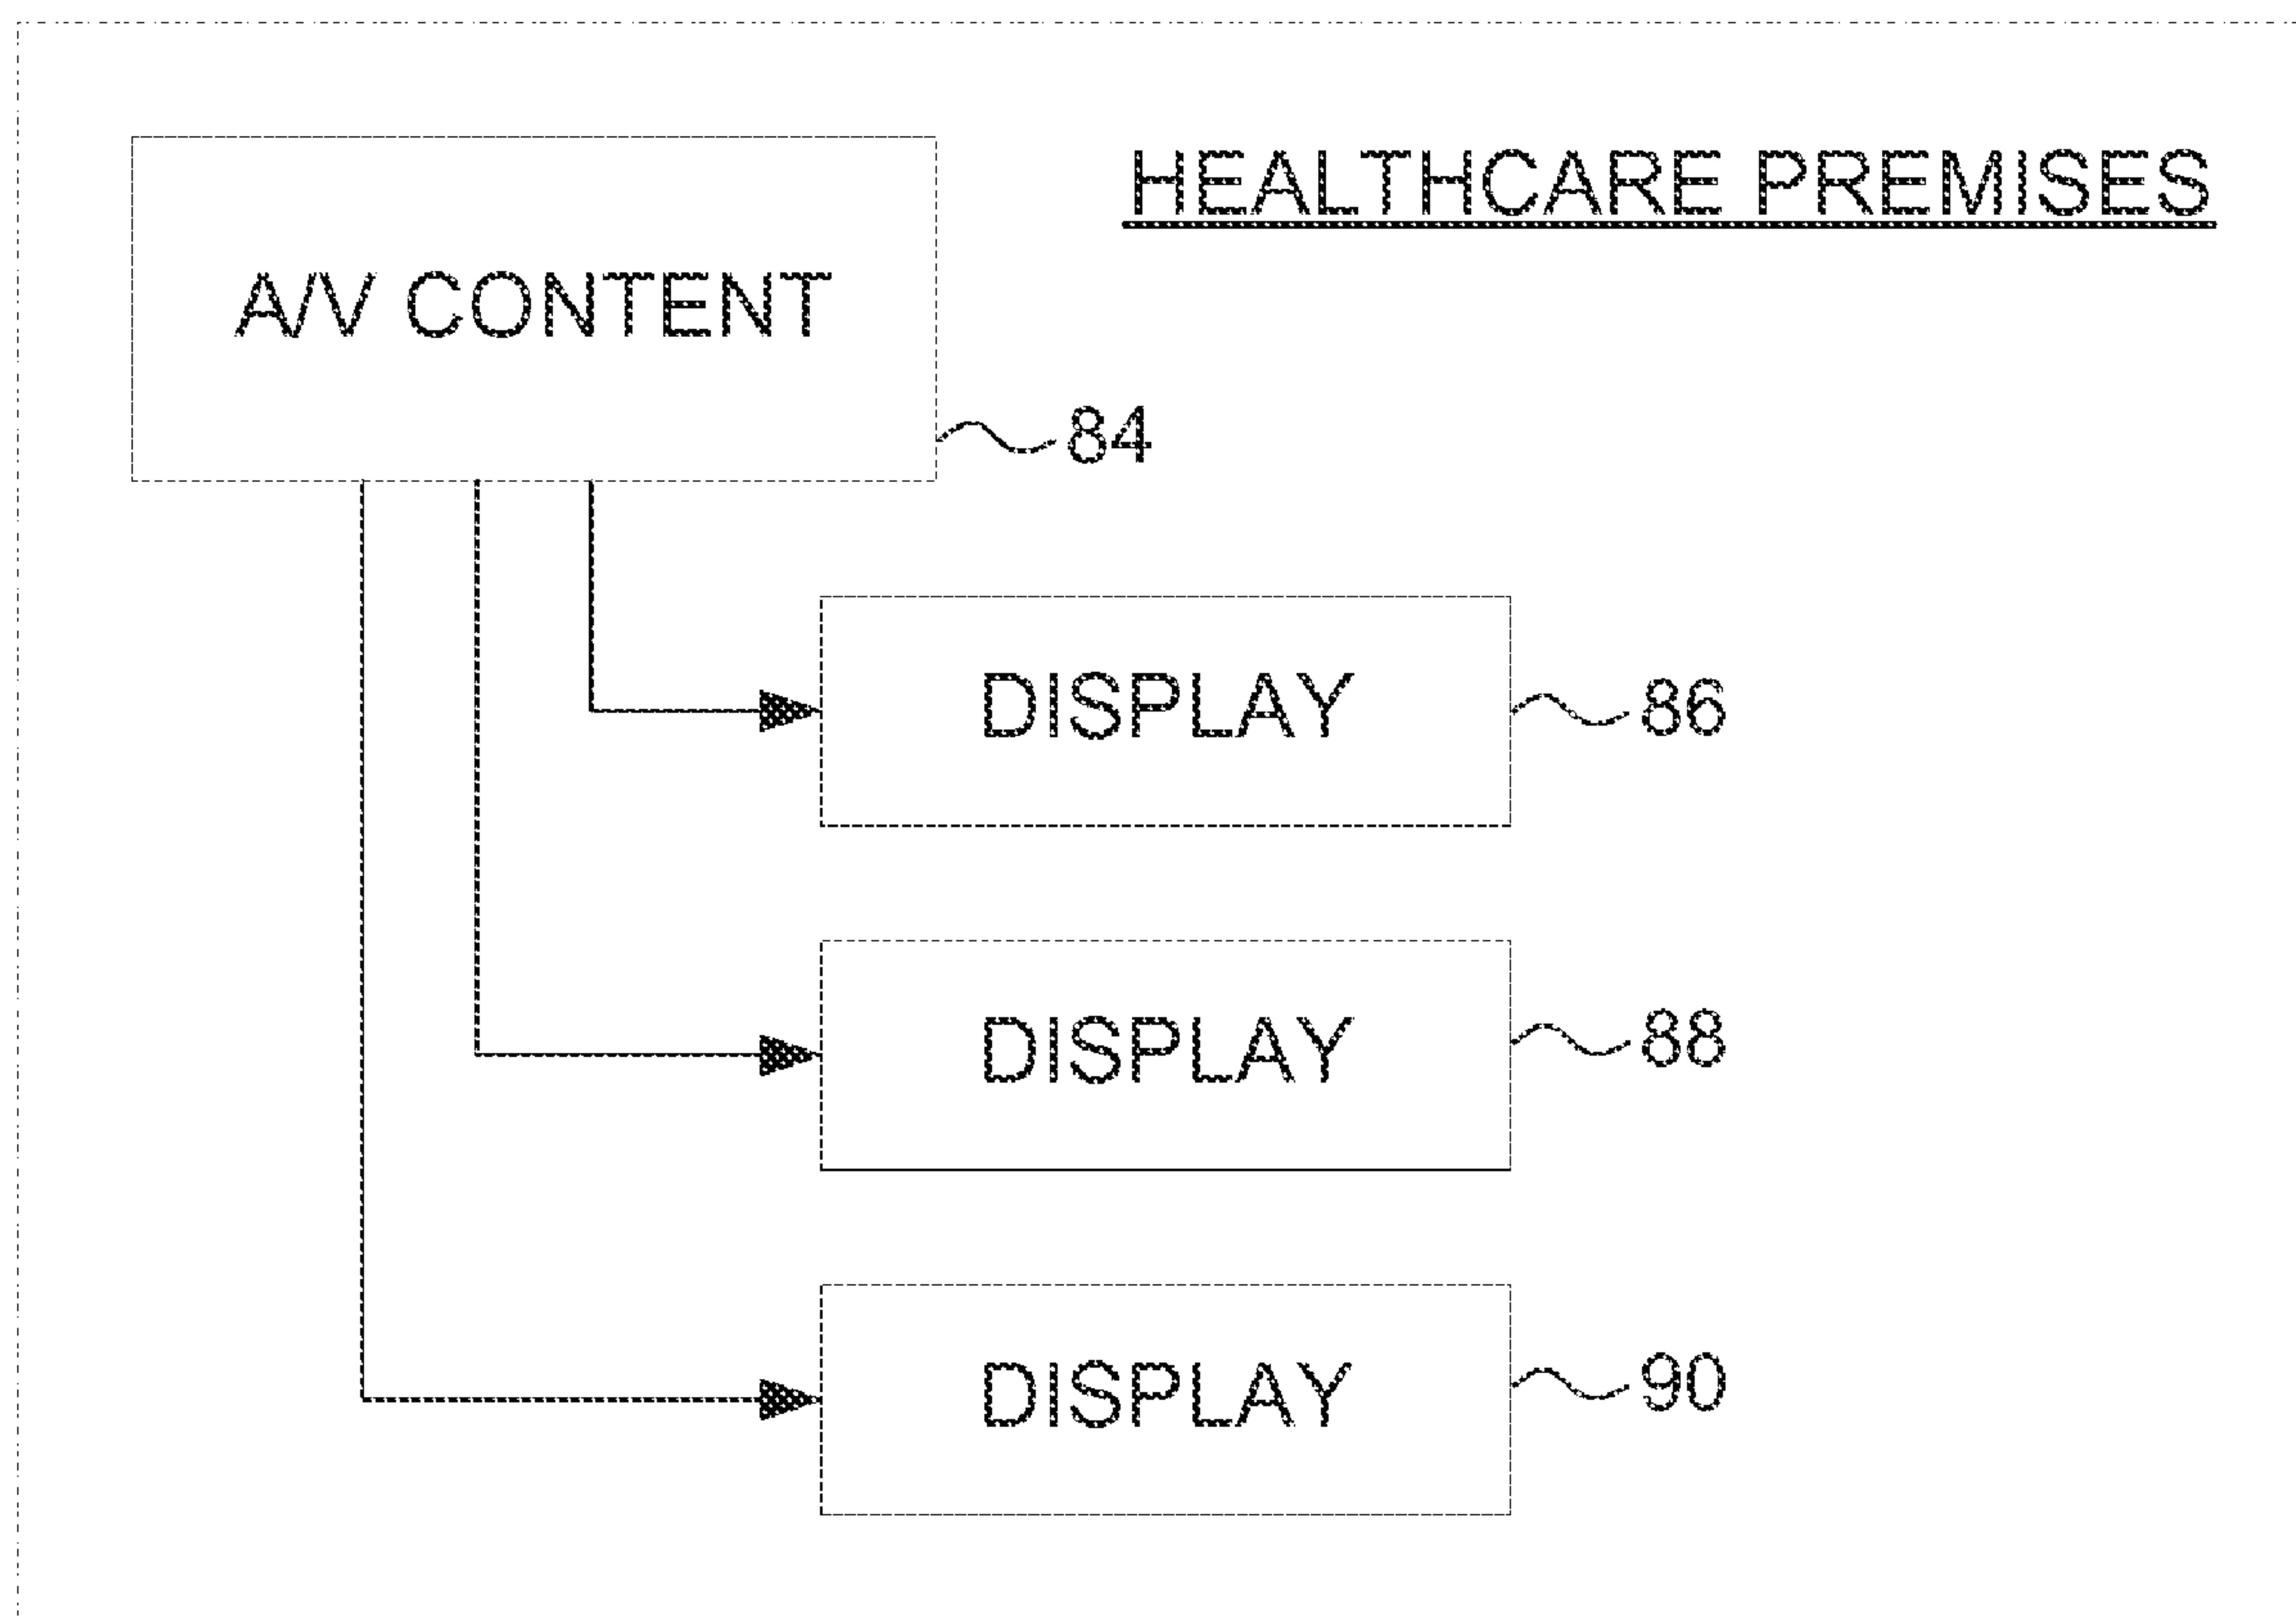 HEALTHCARE PREMISES
A/V CONTENT
84
DISPLAY
86
DISPLAY
88
DISPLAY
90